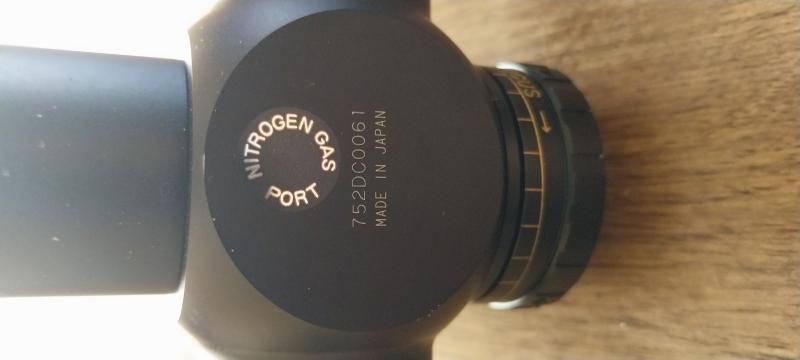 NITROGEN GAS
PORT
752DC0061
MADE IN JAPAN